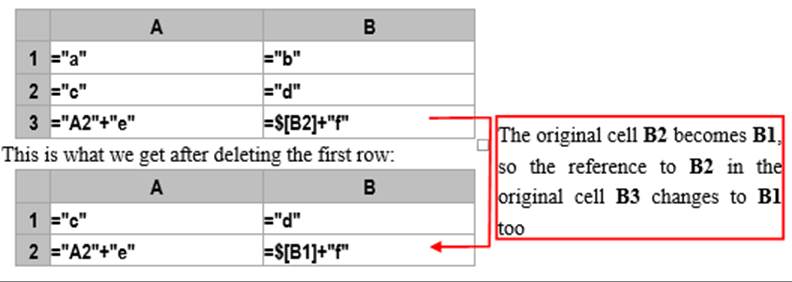 A B
1 ="a" ="b"
2 ="c" ="d"
3 ="A2"+"e" =$[B2]+"f"
This is what we get after deleting the first row:
A B
1 ="c" ="d"
2 ="A2"+"e" =$[B1]+"f"
The original cell B2 becomes B1,
so the reference to B2 in the
original cell B3 changes to B1
too